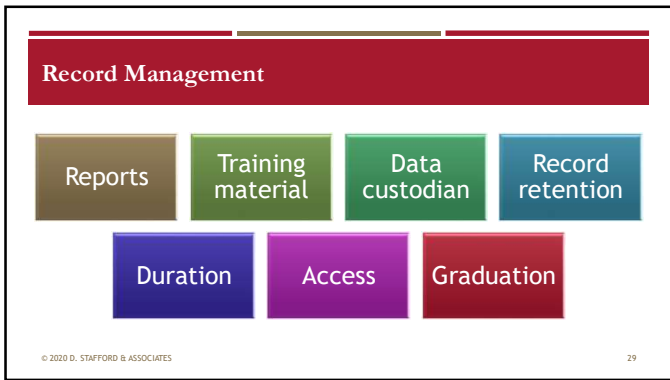 Record Management
Reports
Training
material
Data
custodian
Record
retention
Duration
Access
Graduation
© 2020 D. STAFFORD & ASSOCIATES
29